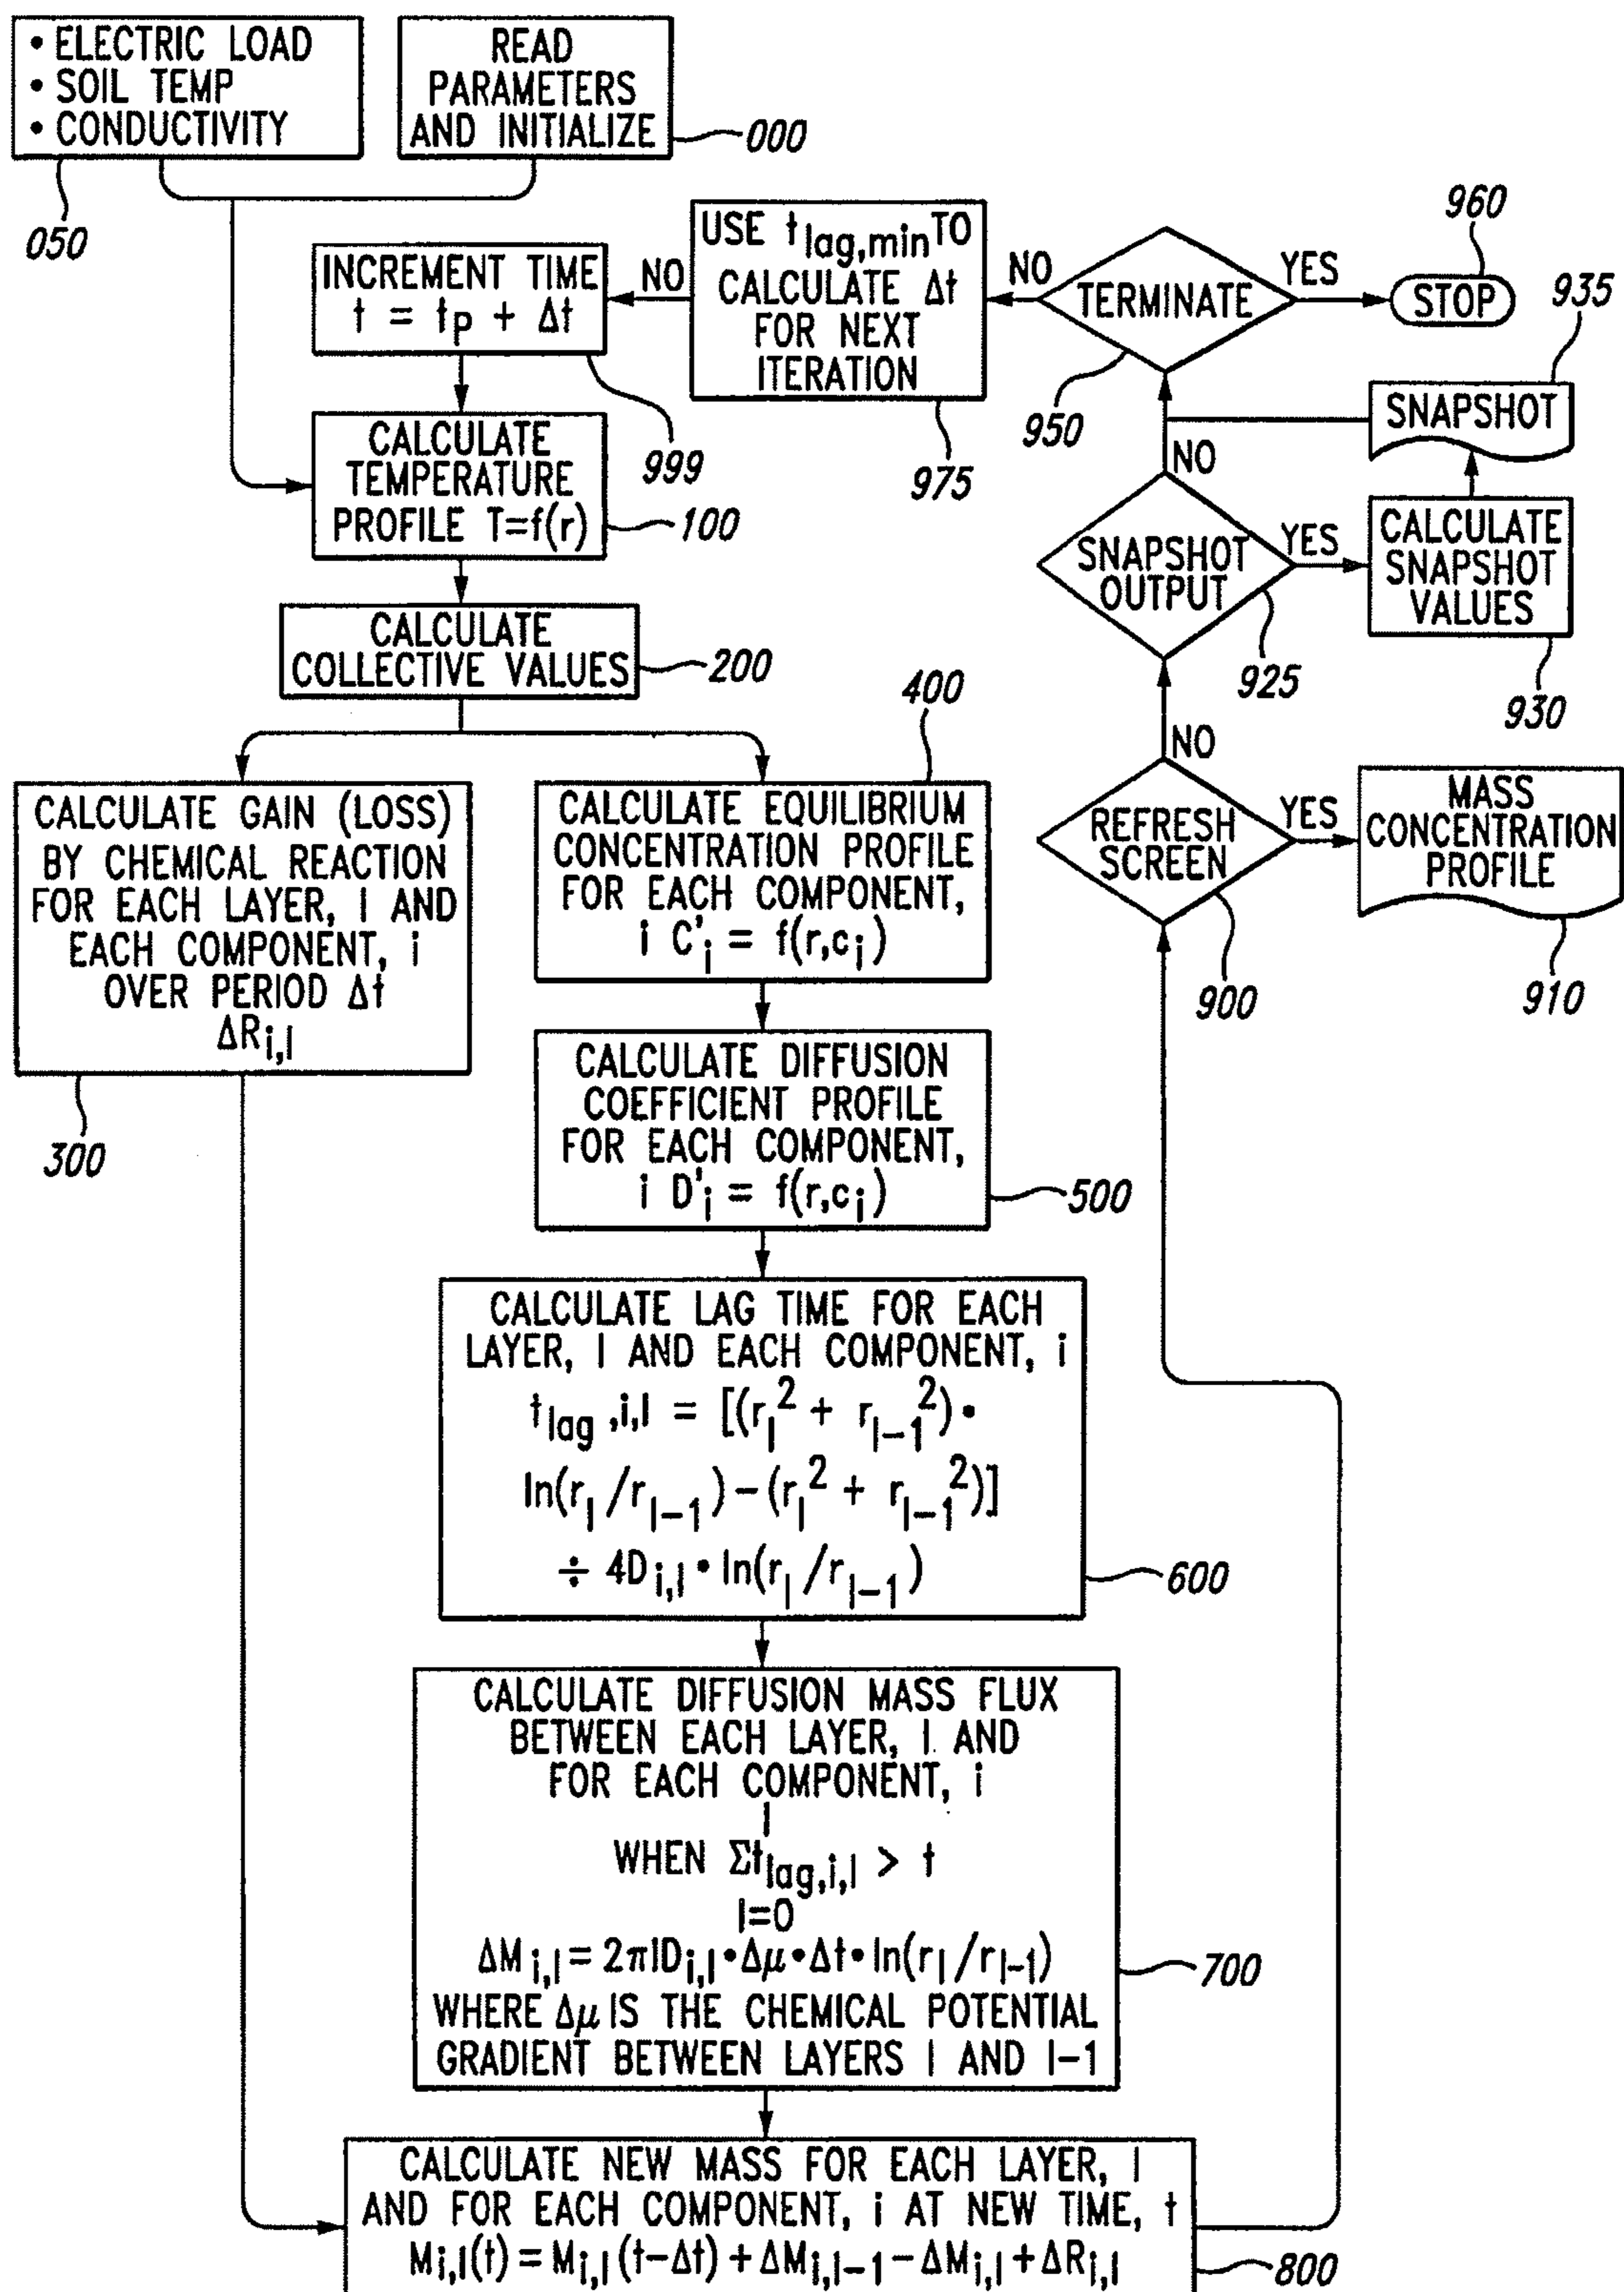 • ELECTRIC LOAD
• SOIL TEMP
• CONDUCTIVITY
050
READ
PARAMETERS
AND INITIALIZE
000
INCREMENT TIME
t = tp + Δt
999
NO
USE tlag,min TO
CALCULATE Δt
FOR NEXT
ITERATION
975
NO
TERMINATE
950
YES
STOP
960
SNAPSHOT
935
CALCULATE
TEMPERATURE
PROFILE T=f(r)
100
NO
SNAPSHOT
OUTPUT
925
YES
CALCULATE
SNAPSHOT
VALUES
930
CALCULATE
COLLECTIVE VALUES
200
NO
REFRESH
SCREEN
900
YES
MASS
CONCENTRATION
PROFILE
910
CALCULATE GAIN (LOSS)
BY CHEMICAL REACTION
FOR EACH LAYER, l AND
EACH COMPONENT, i
OVER PERIOD Δt
ΔRi,l
300
400
CALCULATE EQUILIBRIUM
CONCENTRATION PROFILE
FOR EACH COMPONENT,
i C'i = f(r,ci)
CALCULATE DIFFUSION
COEFFICIENT PROFILE
FOR EACH COMPONENT,
i D'i = f(r,ci)
500
CALCULATE LAG TIME FOR EACH
LAYER, l AND EACH COMPONENT, i
tlag ,i,l = [(rl² + rl-1²)•
ln(rl/rl-1)-(rl² + rl-1²)]
÷ 4Di,l•ln(rl/rl-1)
600
CALCULATE DIFFUSION MASS FLUX
BETWEEN EACH LAYER, l AND
FOR EACH COMPONENT, i
l
WHEN Σtlag,i,l > t
l=0
ΔMi,l = 2πlDi,l•Δμ•Δt•ln(rl/rl-1)
WHERE Δμ IS THE CHEMICAL POTENTIAL
GRADIENT BETWEEN LAYERS l AND l-1
700
CALCULATE NEW MASS FOR EACH LAYER, l
AND FOR EACH COMPONENT, i AT NEW TIME, t
Mi,l(t) = Mi,l(t-Δt)+ΔMi,l-1-ΔMi,l+ΔRi,l
800